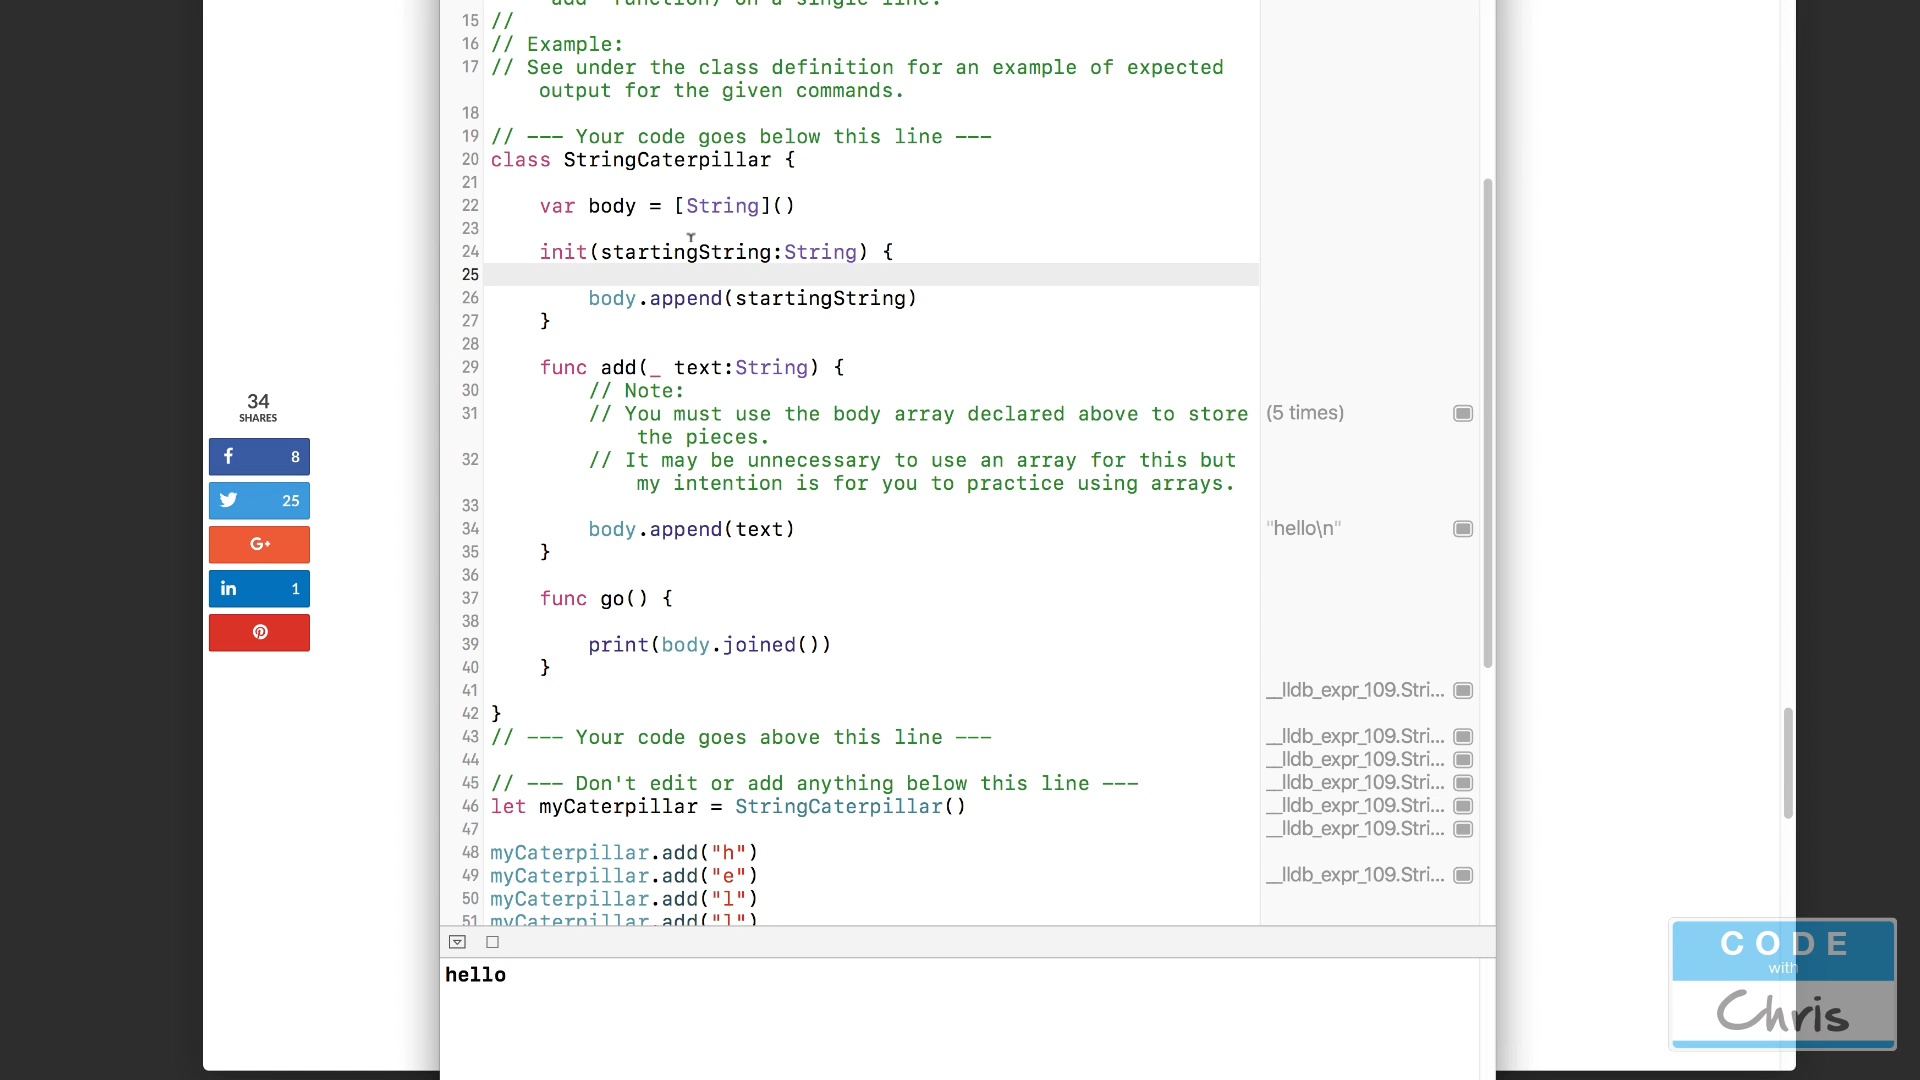 15 //
16 // Example:
17 // See under the class definition for an example of expected
output for the given commands.
18
19 // --- Your code goes below this line ---
20 class StringCaterpillar {
21
22 var body = [String]()
23
24 init(startingString:String) {
25
26 body.append(startingString)
27 }
28
29 func add(_ text:String) {
30 // Note:
31 // You must use the body array declared above to store (5 times)
the pieces.
32 // It may be unnecessary to use an array for this but
my intention is for you to practice using arrays.
33
34 body.append(text) "hello\n"
35 }
36
37 func go() {
38
39 print(body.joined())
40 }
41 __lldb_expr_109.Stri...
42 }
43 // --- Your code goes above this line --- __lldb_expr_109.Stri...
44 __lldb_expr_109.Stri...
45 // --- Don't edit or add anything below this line --- __lldb_expr_109.Stri...
46 let myCaterpillar = StringCaterpillar() __lldb_expr_109.Stri...
47 __lldb_expr_109.Stri...
48 myCaterpillar.add("h")
49 myCaterpillar.add("e") __lldb_expr_109.Stri...
50 myCaterpillar.add("l")
51 myCaterpillar.add("l")
hello
34
SHARES
f 8
25
G+
in 1
CODE
with
Chris